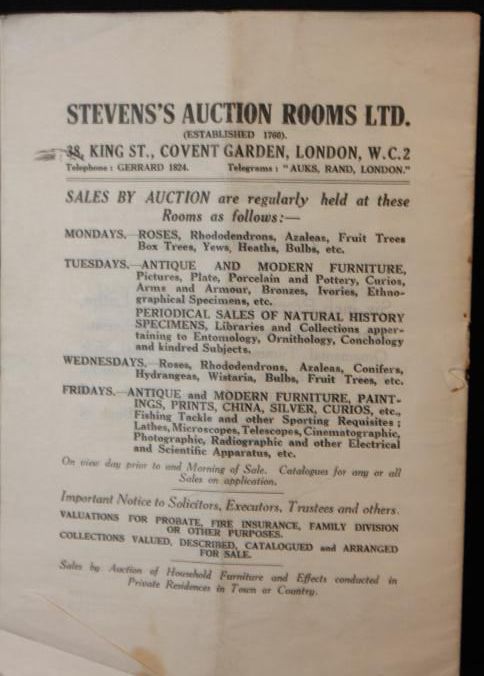 STEVENS'S AUCTION ROOMS LTD.
(ESTABLISHED 1760).
38, KING ST., COVENT GARDEN, LONDON, W.C.2
Telephone: GERRARD 1824. Telegrams: "AUKS, RAND, LONDON."
SALES BY AUCTION are regularly held at these
Rooms as follows:—
MONDAYS.—ROSES, Rhododendrons, Azaleas, Fruit Trees
Box Trees, Yews, Heaths, Bulbs, etc.
TUESDAYS.—ANTIQUE AND MODERN FURNITURE,
Pictures, Plate, Porcelain and Pottery, Curios,
Arms and Armour, Bronzes, Ivories, Ethno-
graphical Specimens, etc.
PERIODICAL SALES OF NATURAL HISTORY
SPECIMENS, Libraries and Collections apper-
taining to Entomology, Ornithology, Conchology
and kindred Subjects.
WEDNESDAYS.—Roses, Rhododendrons, Azaleas, Conifers,
Hydrangeas, Wistaria, Bulbs, Fruit Trees, etc.
FRIDAYS.—ANTIQUE and MODERN FURNITURE, PAINT-
INGS, PRINTS, CHINA, SILVER, CURIOS, etc.,
Fishing Tackle and other Sporting Requisites;
Lathes, Microscopes, Telescopes, Cinematographic,
Photographic, Radiographic and other Electrical
and Scientific Apparatus, etc.
On view day prior to and Morning of Sale. Catalogues for any or all
Sales on application.
Important Notice to Solicitors, Executors, Trustees and others.
VALUATIONS FOR PROBATE, FIRE INSURANCE, FAMILY DIVISION
OR OTHER PURPOSES.
COLLECTIONS VALUED, DESCRIBED, CATALOGUED and ARRANGED
FOR SALE.
Sales by Auction of Household Furniture and Effects conducted in
Private Residences in Town or Country.